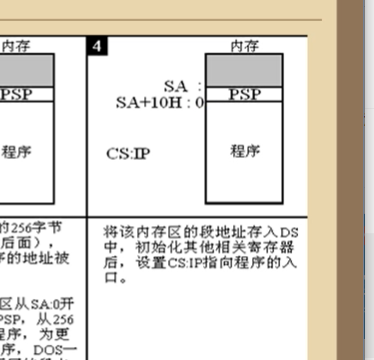 内存
PSP
程序
的256字节
后面），
序的地址被
区从SA:0开
PSP，从256
程序，为更
序，DOS一
4
内存
SA :
SA+10H : 0
PSP
CS:IP
程序
将该内存区的段地址存入DS
中，初始化其他相关寄存器
后，设置CS:IP指向程序的入
口。